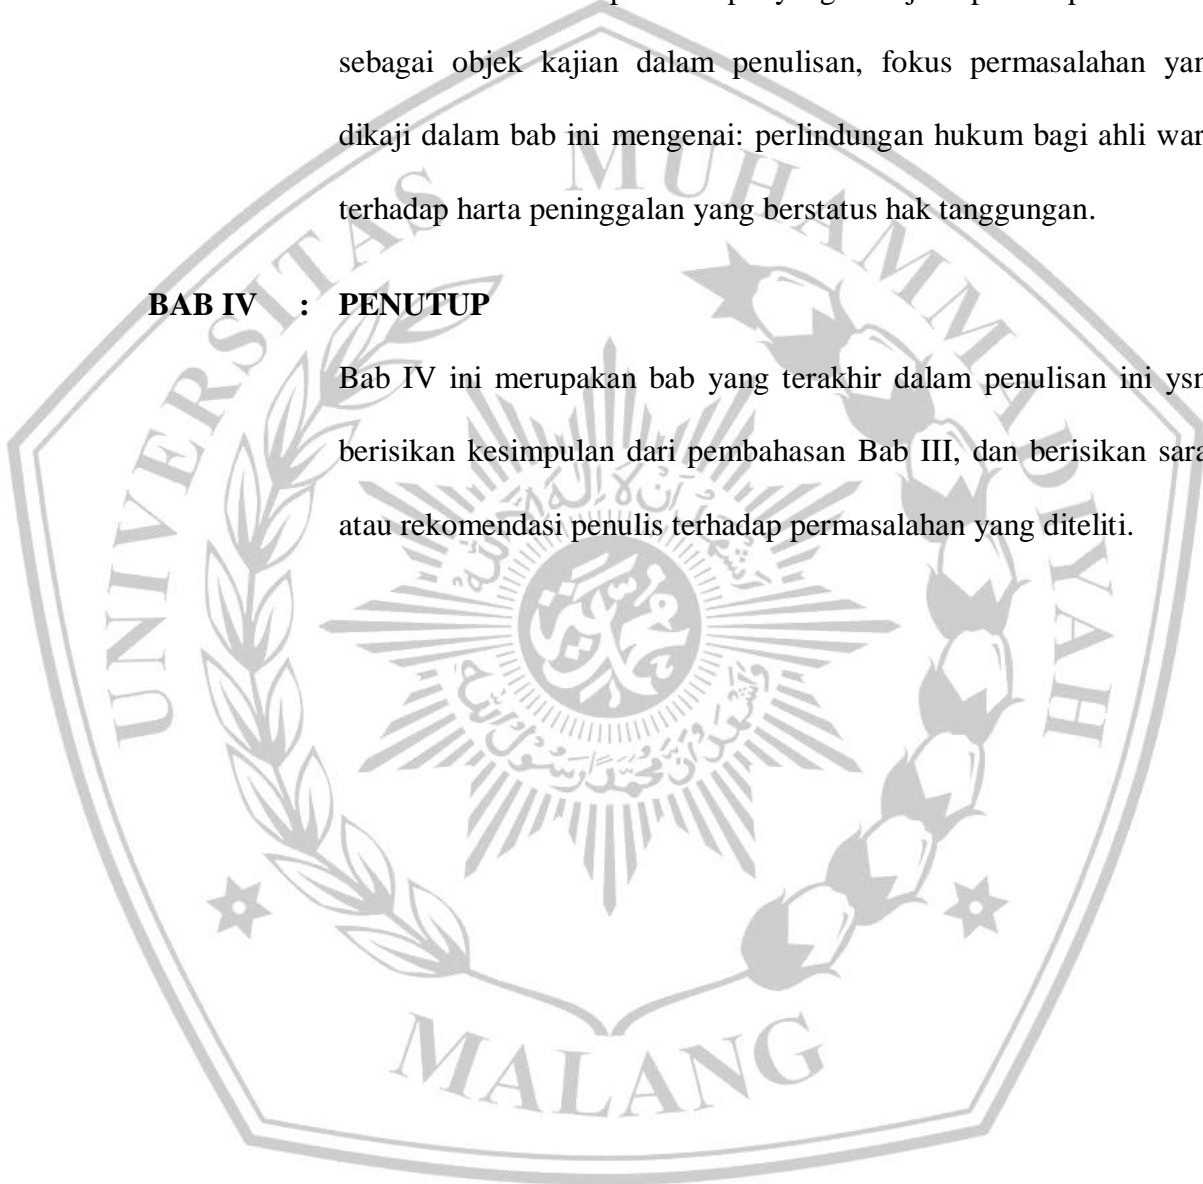 yang
sebagai objek kajian dalam penulisan, fokus permasalahan yan
dikaji dalam bab ini mengenai: perlindungan hukum bagi ahli war
terhadap harta peninggalan yang berstatus hak tanggungan.
BAB IV : PENUTUP
Bab IV ini merupakan bab yang terakhir dalam penulisan ini ysn
berisikan kesimpulan dari pembahasan Bab III, dan berisikan sara
atau rekomendasi penulis terhadap permasalahan yang diteliti.
UNIVERSITAS MUHAMMADIYAH
MALANG